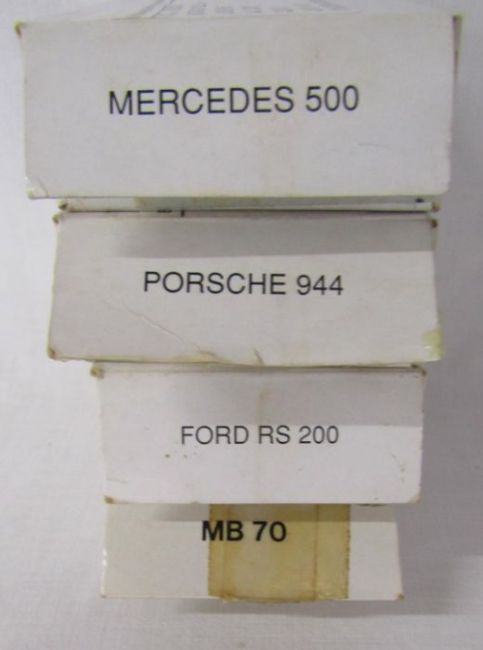 MERCEDES 500
PORSCHE 944
FORD RS 200
MB 70